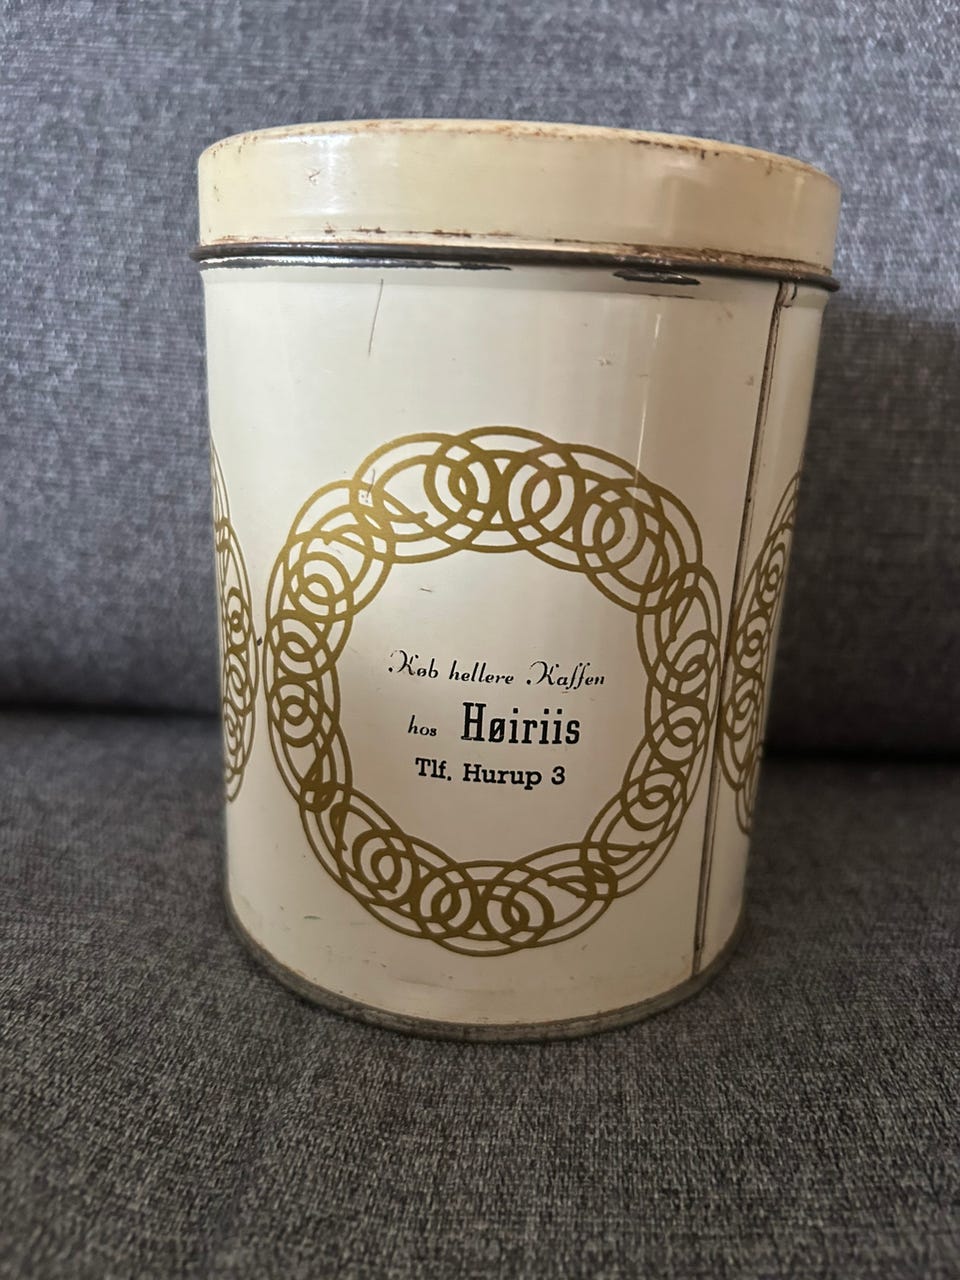 Køb hellere Kaffen
hos Høiriis
Tlf. Hurup 3